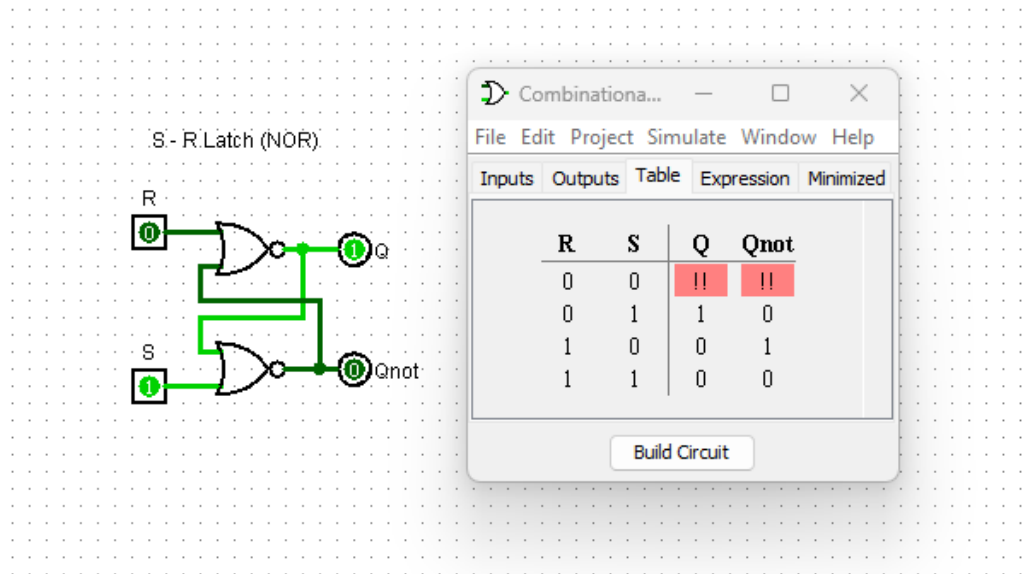 S - R Latch (NOR)
R
0
1
Q
S
1
0
Qnot
Combinationa...
File Edit Project Simulate Window Help
Inputs Outputs Table Expression Minimized
R S Q Qnot
0 0 !! !!
0 1 1 0
1 0 0 1
1 1 0 0
Build Circuit